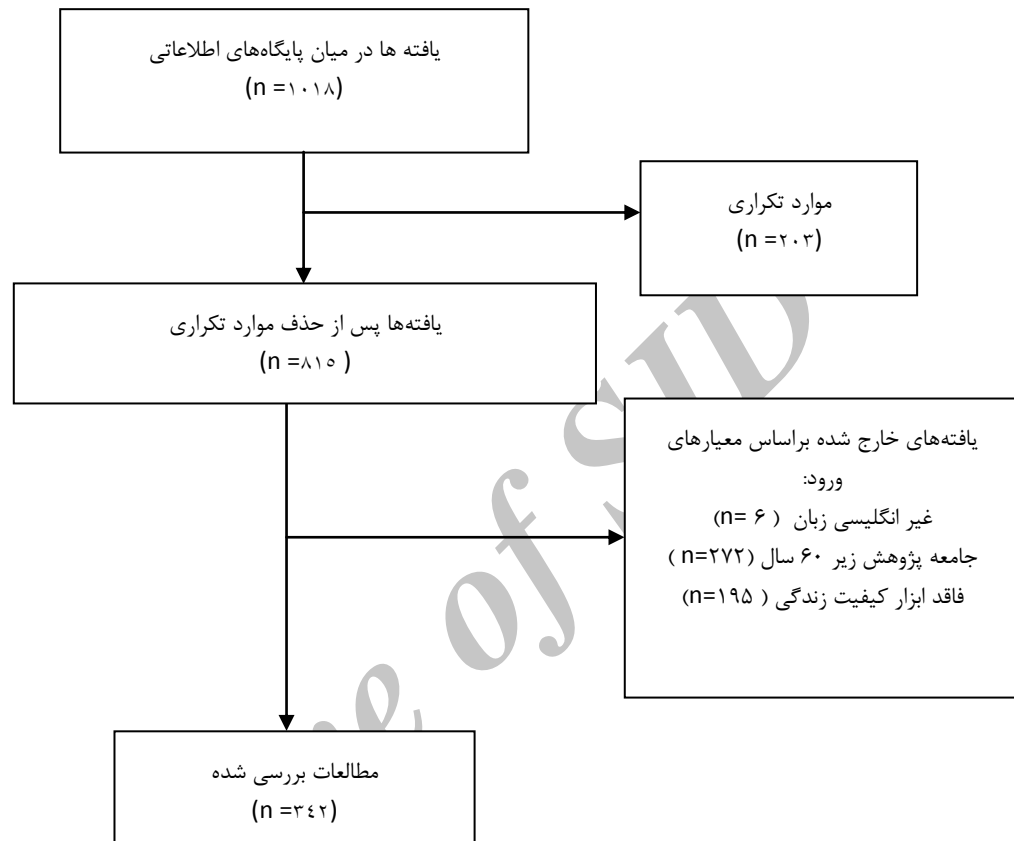 یافته ها در میان پایگاه‌های اطلاعاتی
(n =۱۰۱۸)
موارد تکراری
(n =۲۰۳)
یافته‌ها پس از حذف موارد تکراری
(n =۸۱۵ )
یافته‌های خارج شده براساس معیارهای
ورود:
غیر انگلیسی زبان ( ۶ =n)
جامعه پژوهش زیر ۶۰ سال (n=۲۷۲ )
فاقد ابزار کیفیت زندگی ( n=۱۹۵)
مطالعات بررسی شده
(n =۳٤۲)
of SID